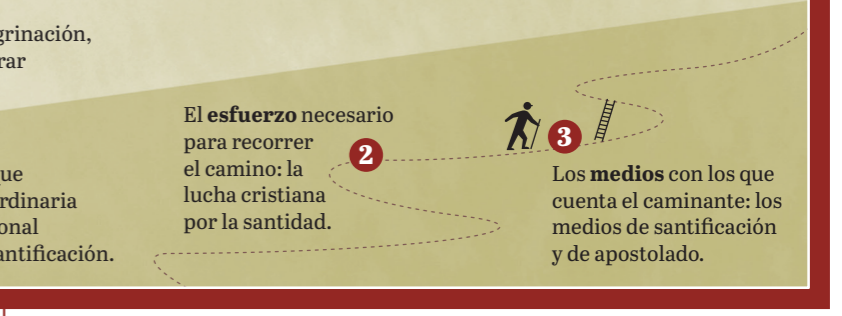 grinación,
rar
ue
rdinaria
onal
antificación.
El esfuerzo necesario
para recorrer
el camino: la
lucha cristiana
por la santidad.
2
3
Los medios con los que
cuenta el caminante: los
medios de santificación
y de apostolado.